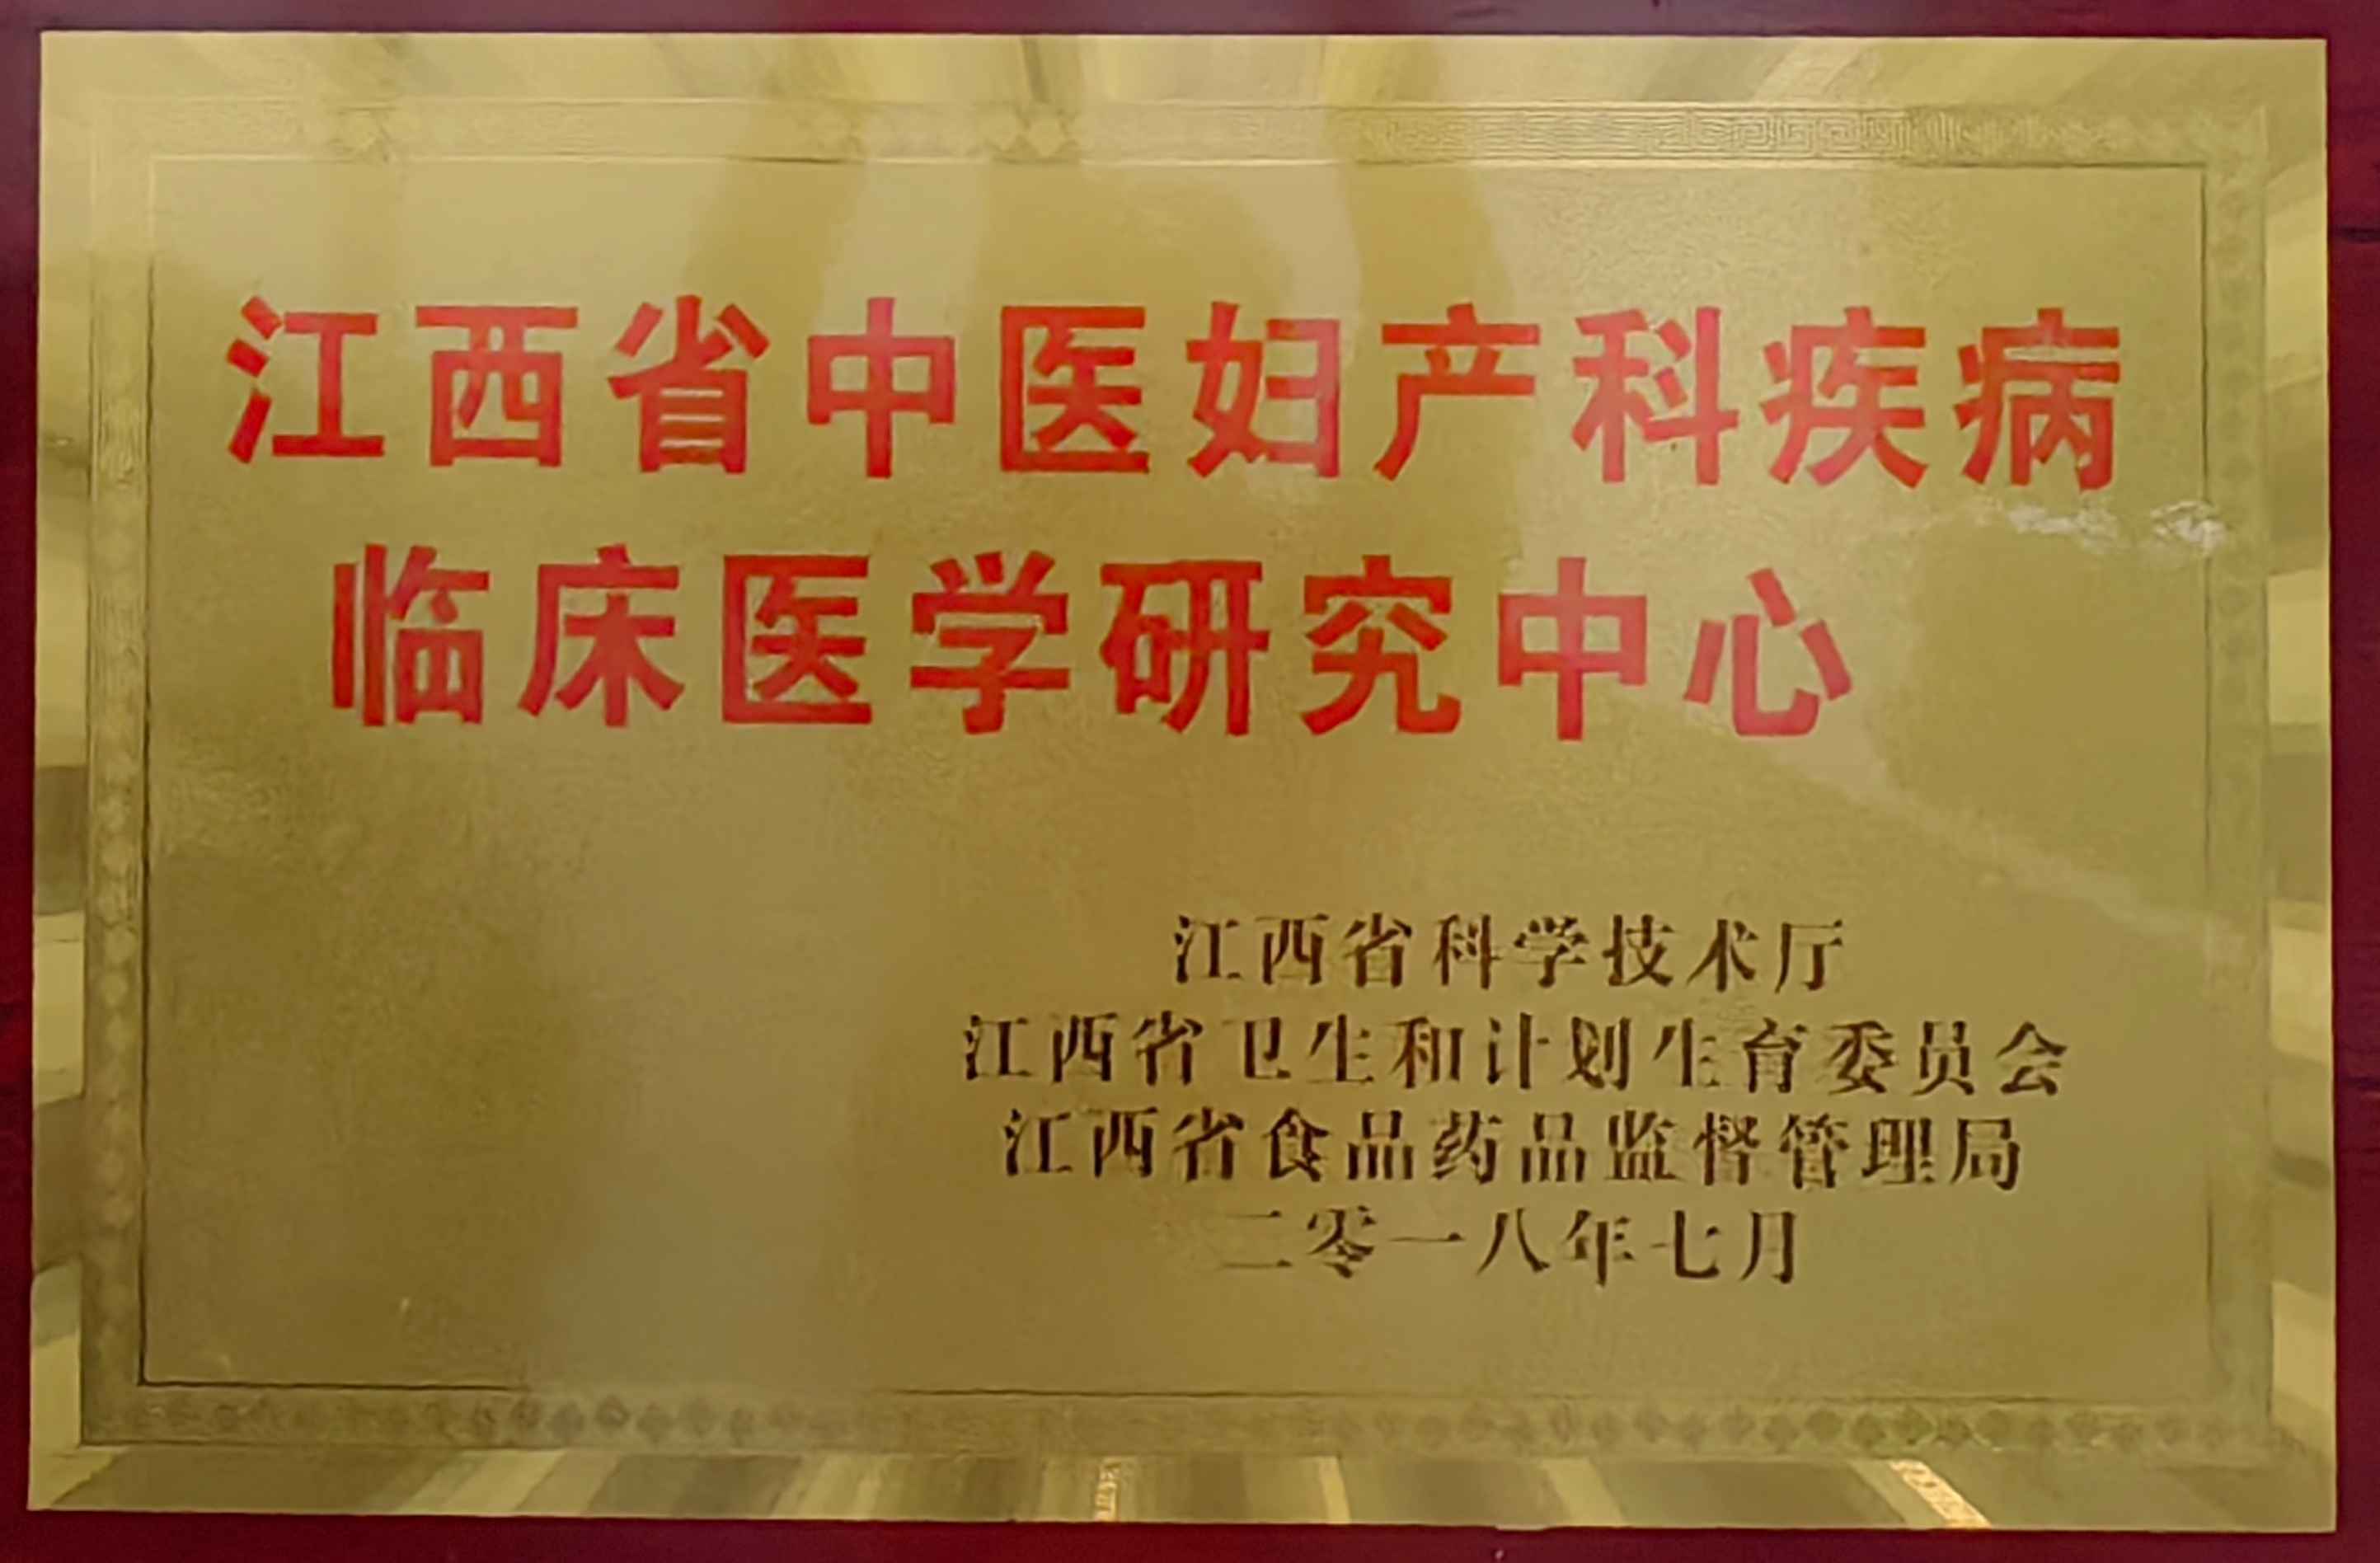 江西省中医妇产科疾病
临床医学研究中心
江西省科学技术厅
江西省卫生和计划生育委员会
江西省食品药品监督管理局
二零一八年七月